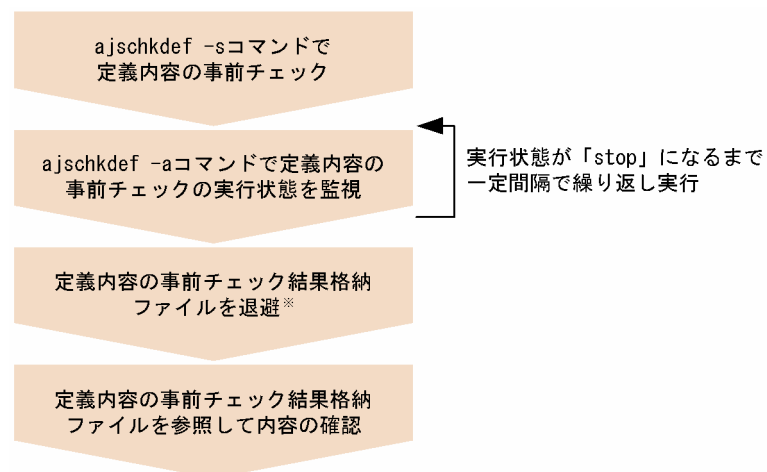 ajschkdef -sコマンドで
定義内容の事前チェック
ajschkdef -aコマンドで定義内容の
事前チェックの実行状態を監視
実行状態が「stop」になるまで
一定間隔で繰り返し実行
定義内容の事前チェック結果格納
ファイルを退避※
定義内容の事前チェック結果格納
ファイルを参照して内容の確認